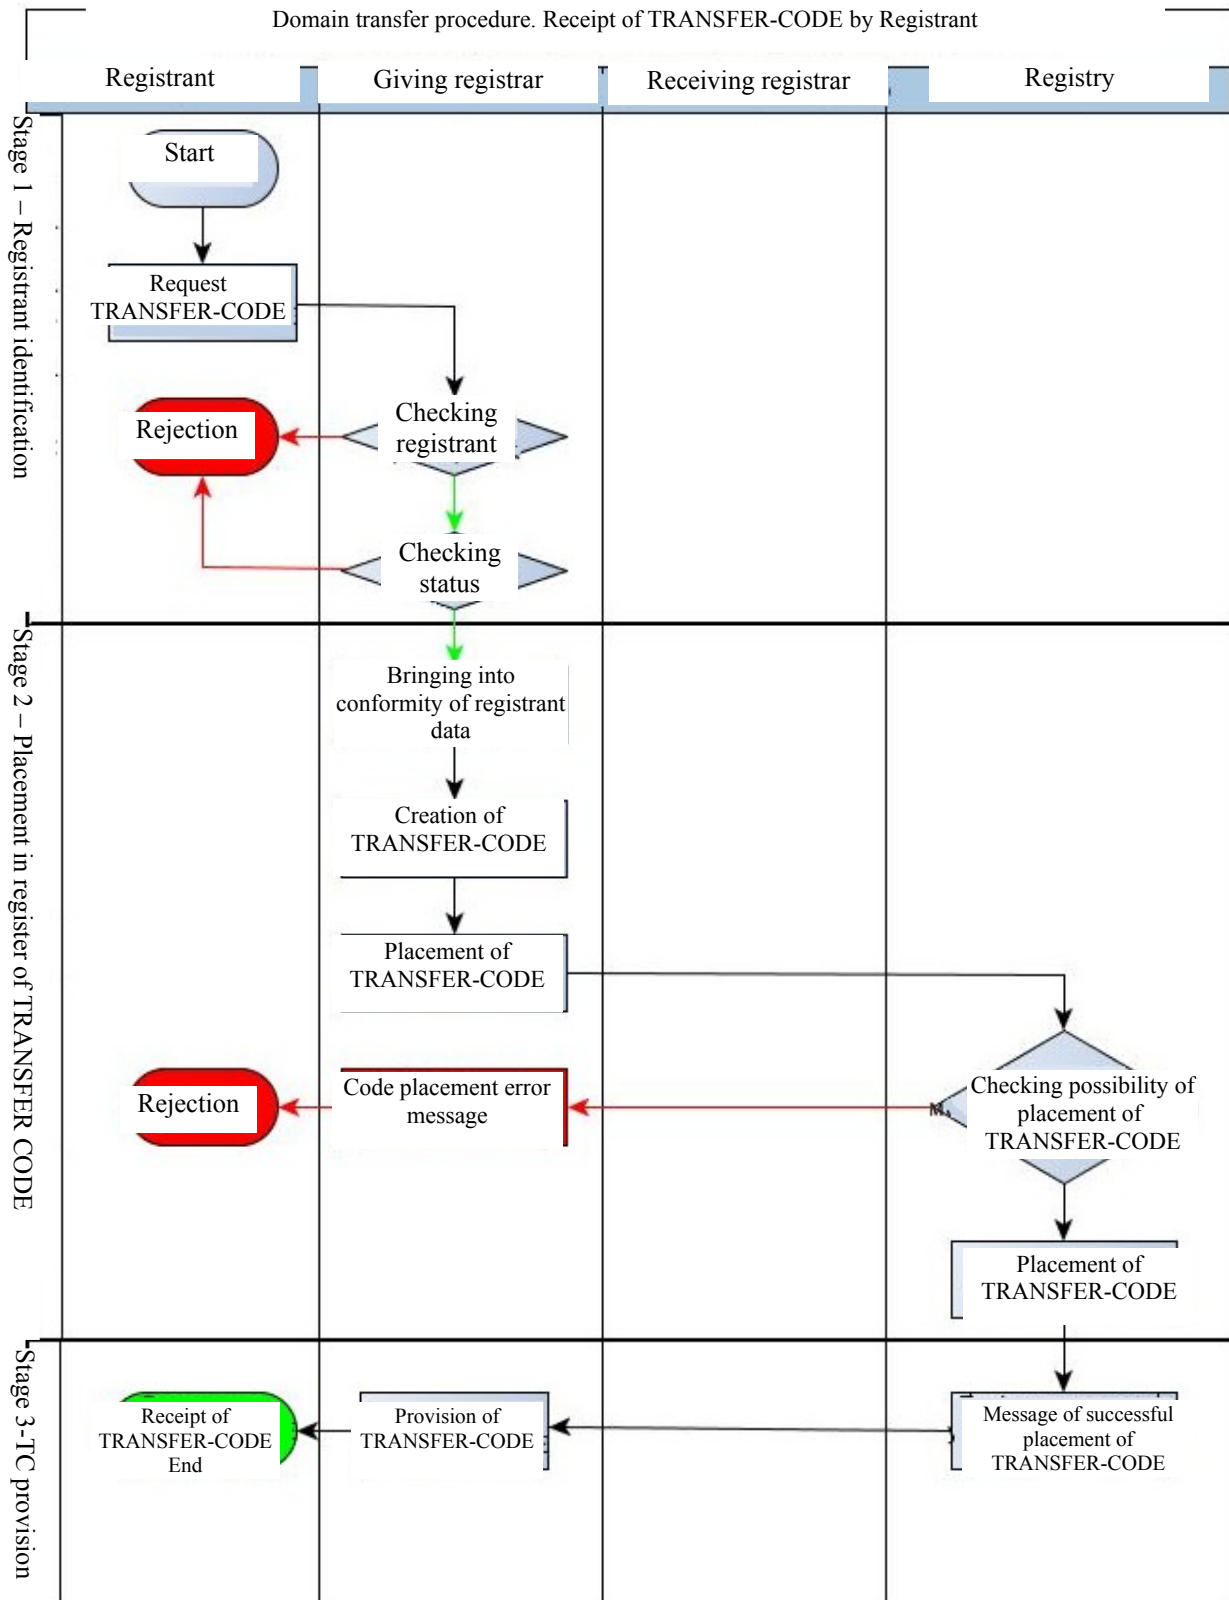 Domain transfer procedure. Receipt of TRANSFER-CODE by Registrant
Registrant
Giving registrar
Receiving registrar
Registry
Stage 1 – Registrant identification
Start
Request
TRANSFER-CODE
Rejection
Checking
registrant
Checking
status
Stage 2 – Placement in register of TRANSFER CODE
Bringing into
conformity of registrant
data
Creation of
TRANSFER-CODE
Placement of
TRANSFER-CODE
Rejection
Code placement error
message
Checking possibility of
placement of
TRANSFER-CODE
Placement of
TRANSFER-CODE
Stage 3-TC provision
Receipt of
TRANSFER-CODE
End
Provision of
TRANSFER-CODE
Message of successful
placement of
TRANSFER-CODE